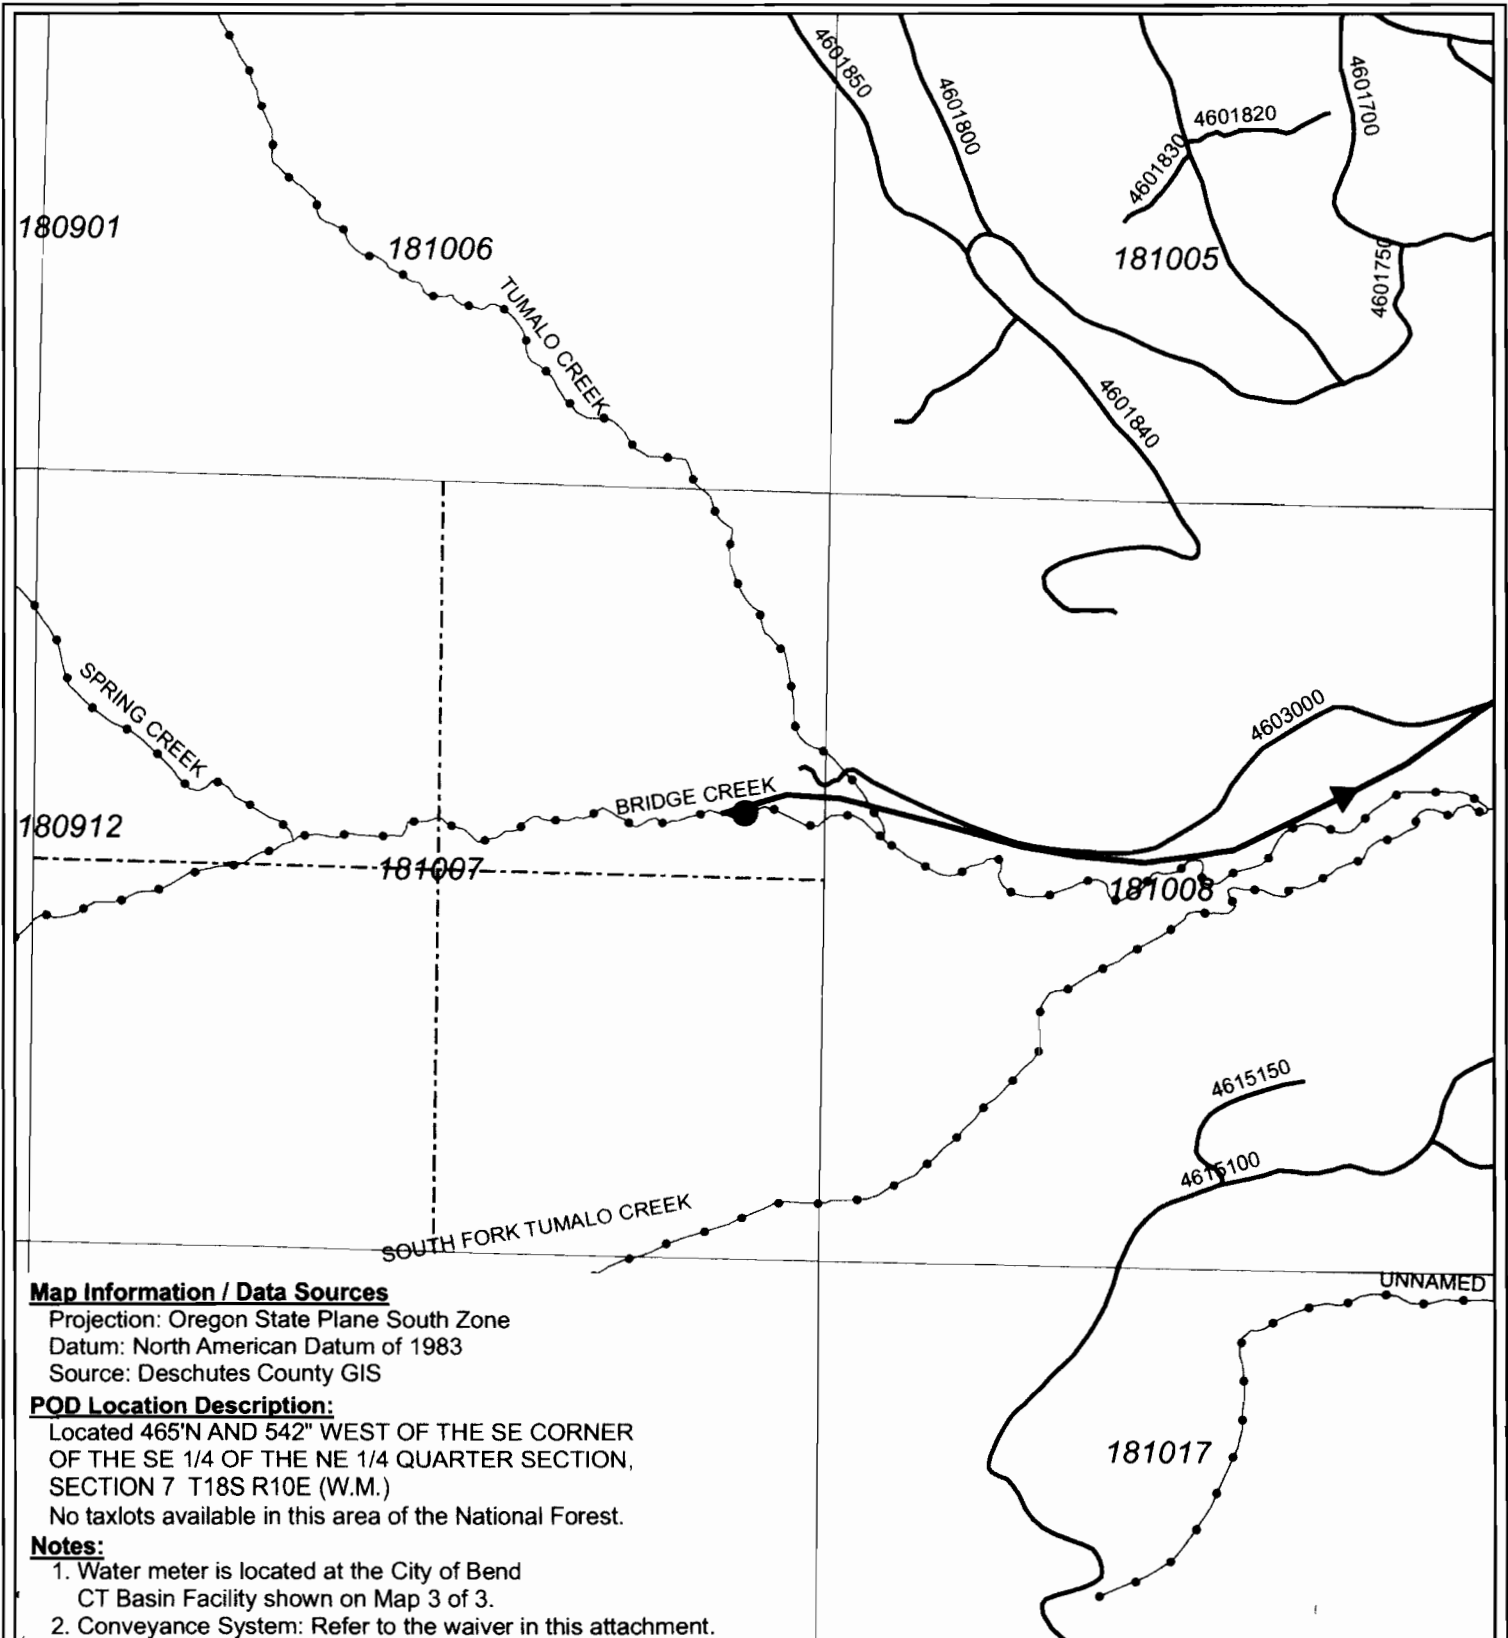 4601850
4601800
4601700
4601820
4601830
180901
181006
181005
4601750
TUMALO CREEK
4601840
SPRING CREEK
4603000
BRIDGE CREEK
180912
181007
181008
4615150
4615100
SOUTH FORK TUMALO CREEK
UNNAMED
181017
Map Information / Data Sources
Projection: Oregon State Plane South Zone
Datum: North American Datum of 1983
Source: Deschutes County GIS
POD Location Description:
Located 465'N AND 542" WEST OF THE SE CORNER
OF THE SE 1/4 OF THE NE 1/4 QUARTER SECTION,
SECTION 7 T18S R10E (W.M.)
No taxlots available in this area of the National Forest.
Notes:
1. Water meter is located at the City of Bend
CT Basin Facility shown on Map 3 of 3.
2. Conveyance System: Refer to the waiver in this attachment.